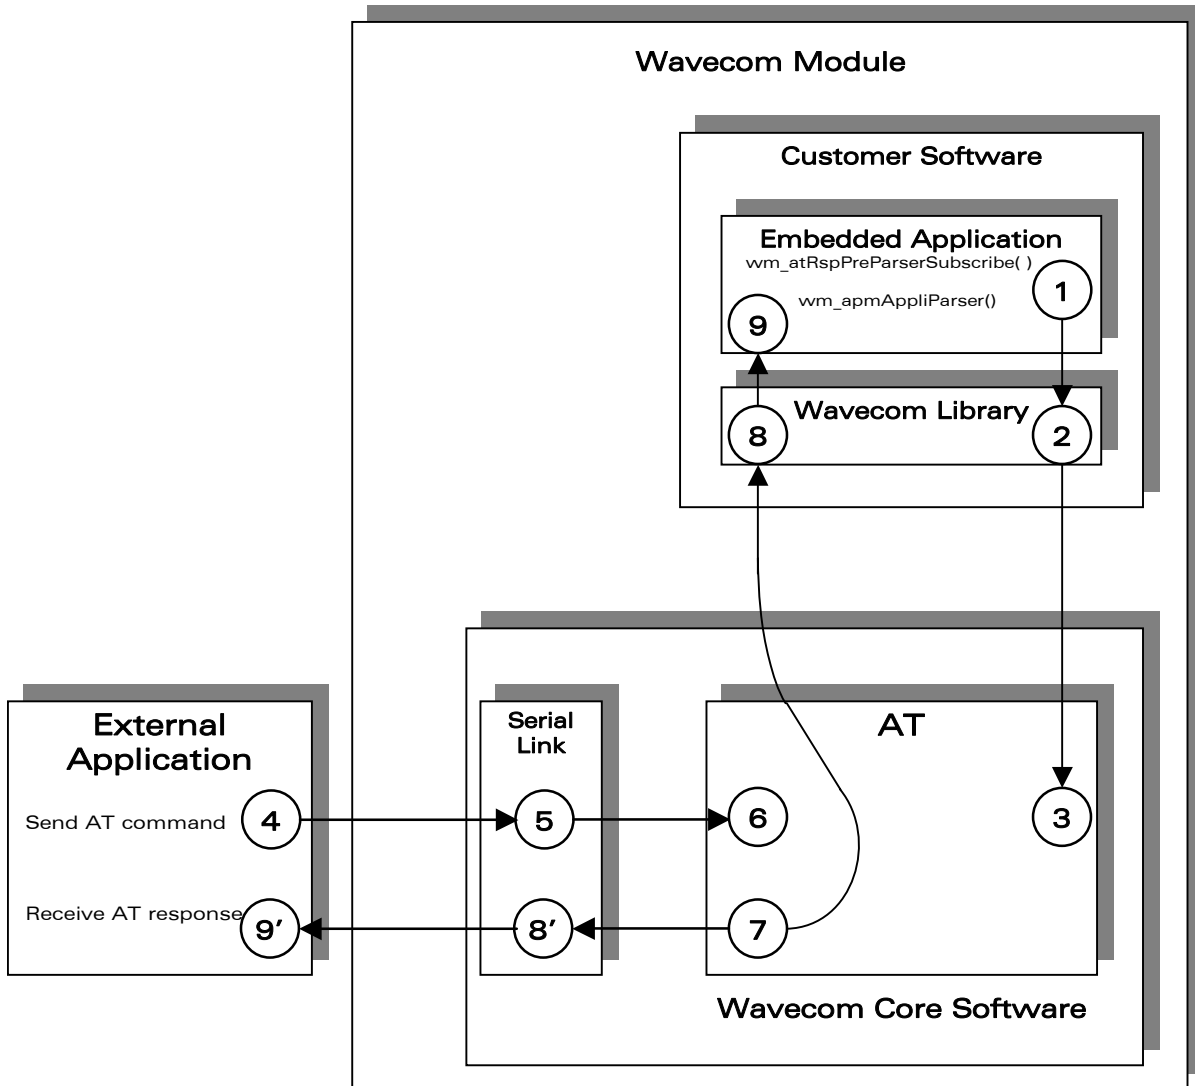 Wavecom Module
Customer Software
Embedded Application
wm_atRspPreParserSubscribe( )
1
wm_apmAppliParser()
9
Wavecom Library
8
2
External
Application
Serial
Link
AT
Send AT command
4
5
6
3
Receive AT response
9’
8’
7
Wavecom Core Software